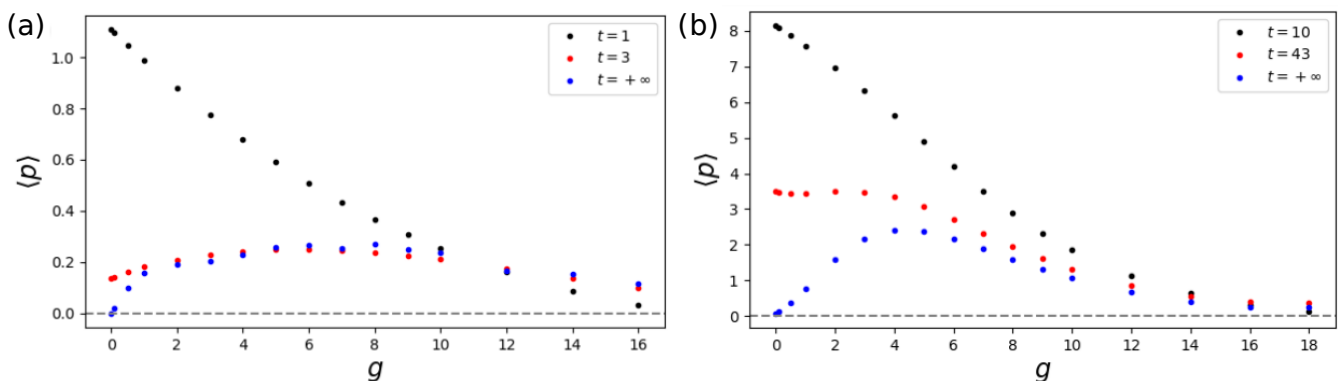 (a)
⟨p⟩
1.0
0.8
0.6
0.4
0.2
0.0
t = 1
t = 3
t = +∞
0 2 4 6 8 10 12 14 16
g
(b)
⟨p⟩
8
7
6
5
4
3
2
1
0
t = 10
t = 43
t = +∞
0 2 4 6 8 10 12 14 16 18
g